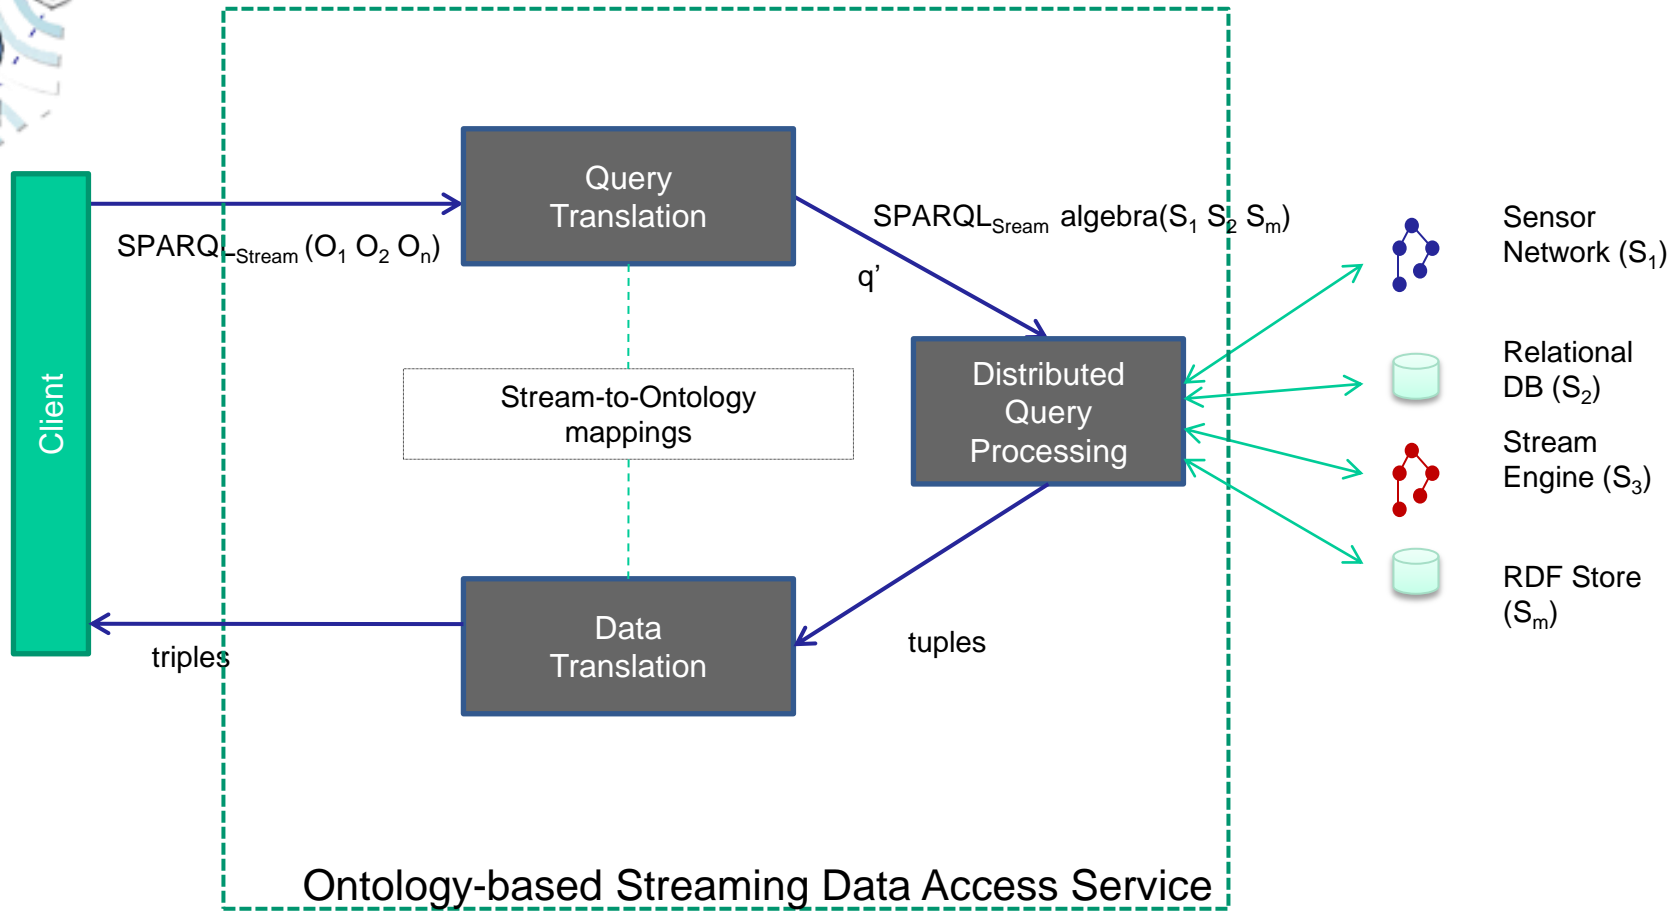 Client
SPARQLStream (O1 O2 On)
Query
Translation
SPARQLSream algebra(S1 S2 Sm)
q’
Stream-to-Ontology
mappings
Distributed
Query
Processing
Data
Translation
triples
tuples
Sensor
Network (S1)
Relational
DB (S2)
Stream
Engine (S3)
RDF Store
(Sm)
Ontology-based Streaming Data Access Service